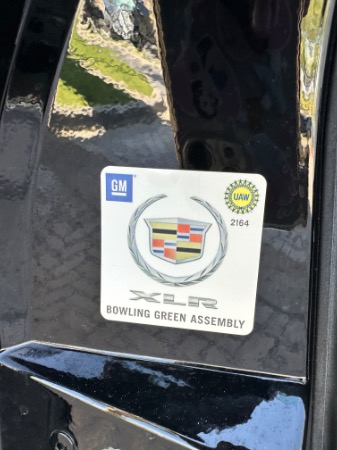 GM
UAW
2164
XLR
BOWLING GREEN ASSEMBLY